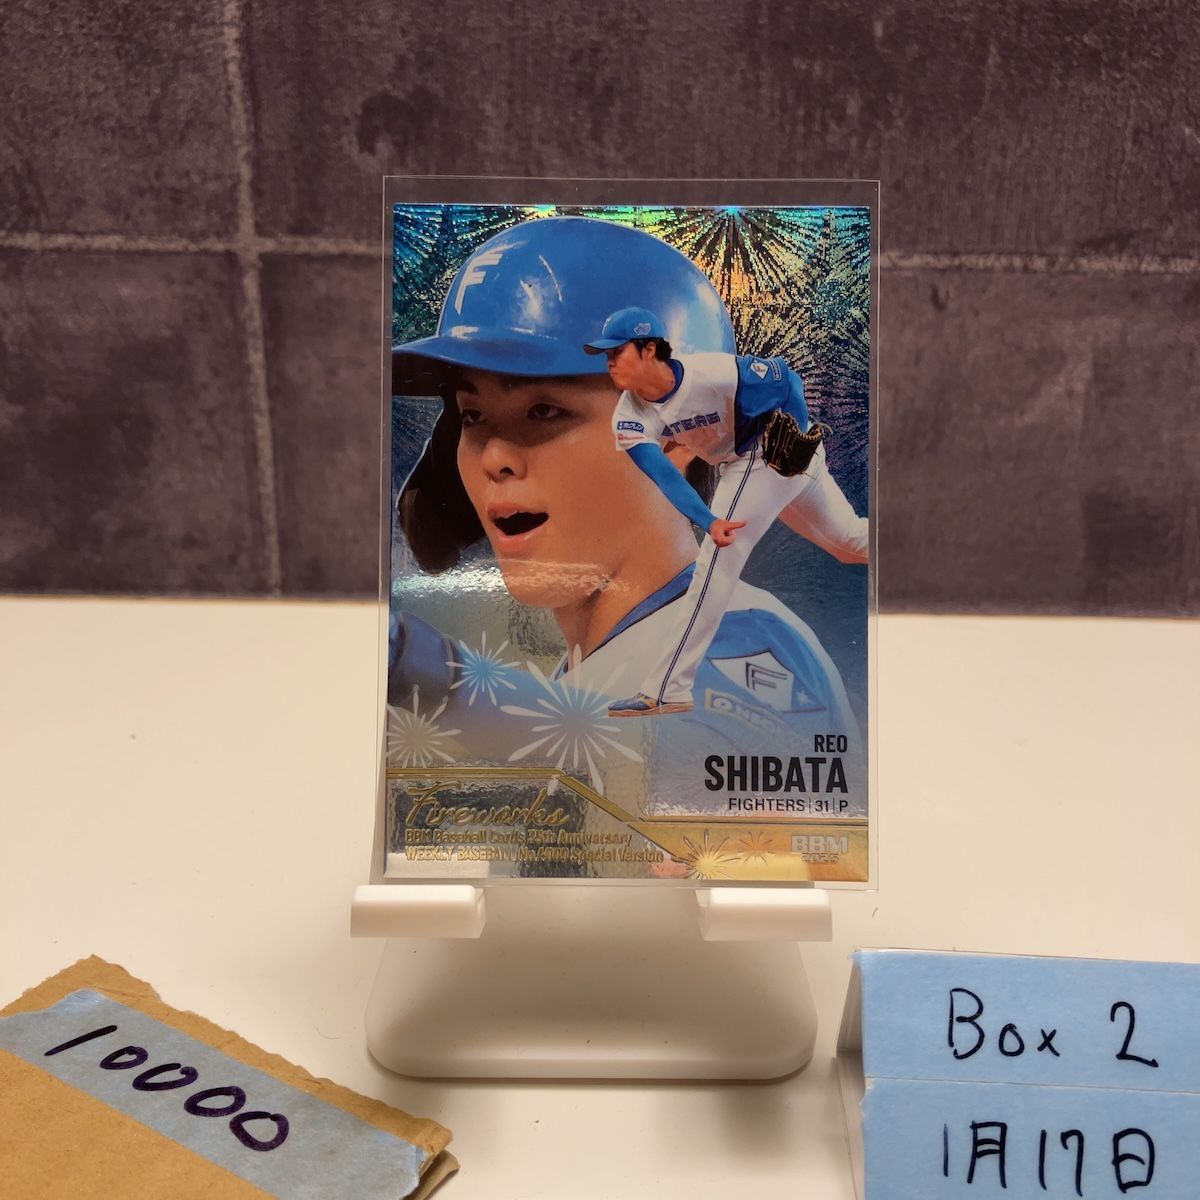 F
TERS
F
REO
SHIBATA
FIGHTERS|31|P
Fireworks
BBM Baseball Cards 35th Anniversary
WEEKLY BASEBALL No.4000 Special Version
BBM
2025
10000
Box 2
1月17日